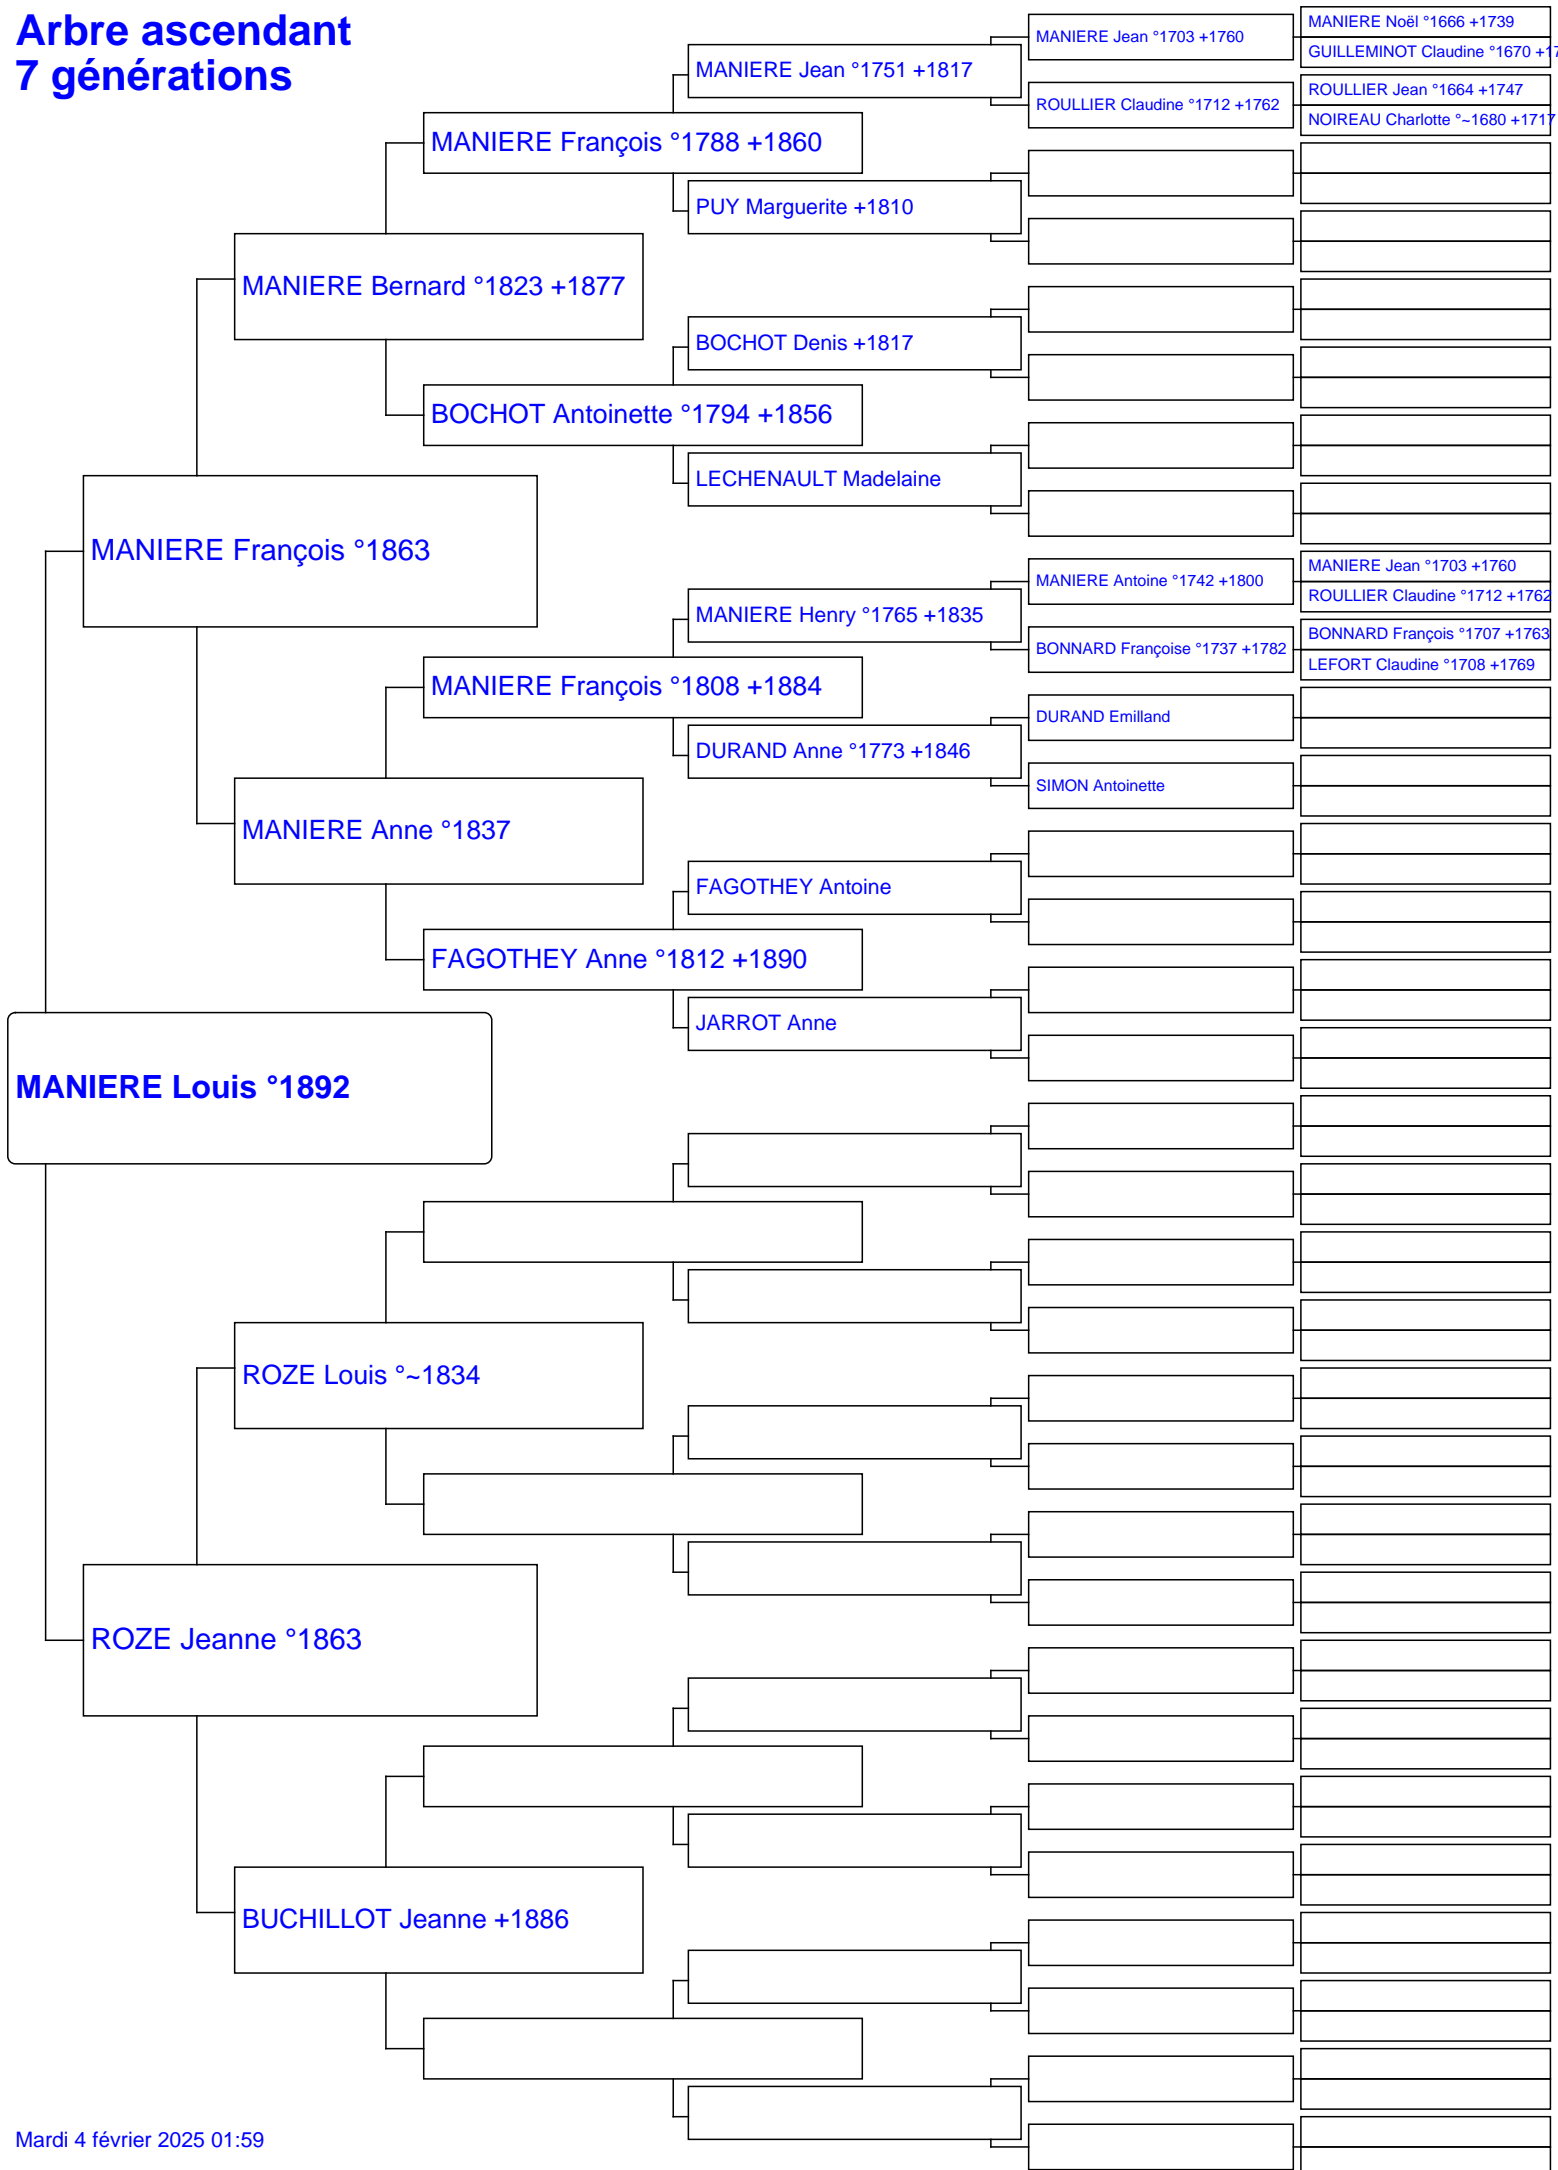 Arbre ascendant
7 générations
MANIERE Louis °1892
MANIERE François °1863
ROZE Jeanne °1863
MANIERE Bernard °1823 +1877
MANIERE Anne °1837
ROZE Louis °~1834
BUCHILLOT Jeanne +1886
MANIERE François °1788 +1860
BOCHOT Antoinette °1794 +1856
MANIERE François °1808 +1884
FAGOTHEY Anne °1812 +1890
MANIERE Jean °1751 +1817
PUY Marguerite +1810
BOCHOT Denis +1817
LECHENAULT Madelaine
MANIERE Henry °1765 +1835
DURAND Anne °1773 +1846
FAGOTHEY Antoine
JARROT Anne
MANIERE Jean °1703 +1760
ROULLIER Claudine °1712 +1762
MANIERE Antoine °1742 +1800
BONNARD Françoise °1737 +1782
DURAND Emilland
SIMON Antoinette
MANIERE Noël °1666 +1739
GUILLEMINOT Claudine °1670
ROULLIER Jean °1664 +1747
NOIREAU Charlotte °~1680 +1717
MANIERE Jean °1703 +1760
ROULLIER Claudine °1712 +1762
BONNARD François °1707 +1763
LEFORT Claudine °1708 +1769
Mardi 4 février 2025 01:59